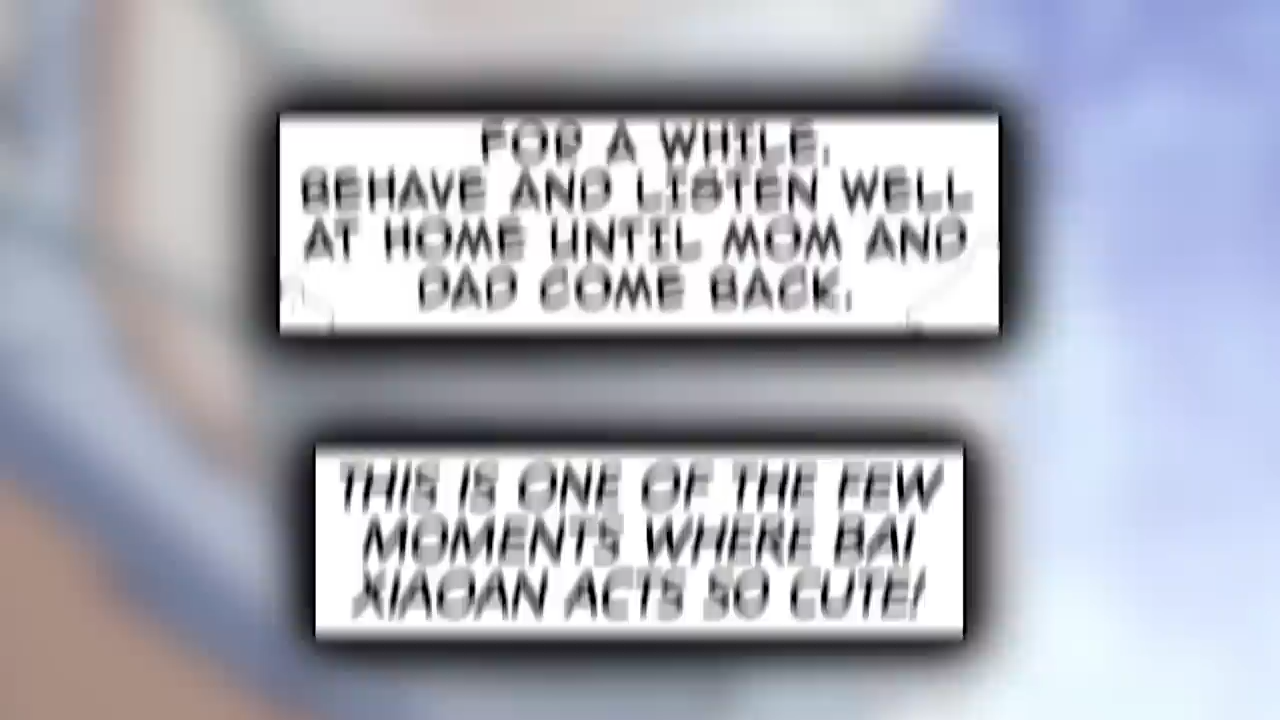 FOR A WHILE,
BEHAVE AND LISTEN WELL
AT HOME UNTIL MOM AND
DAD COME BACK.
THIS IS ONE OF THE FEW
MOMENTS WHERE BAI
XIAOAN ACTS SO CUTE!